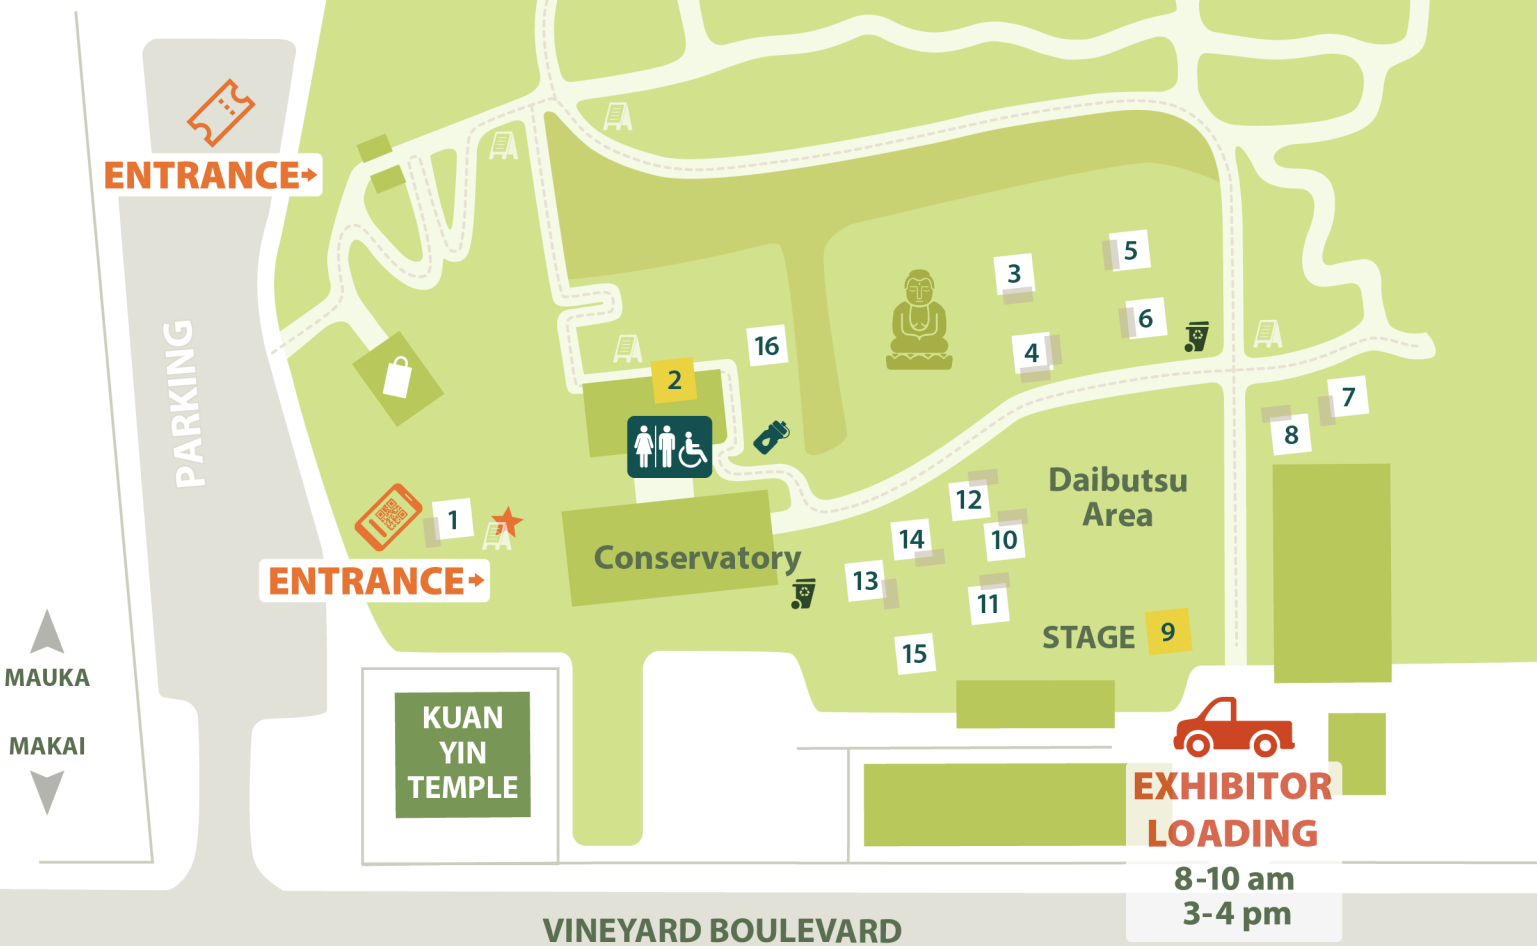 ENTRANCE
PARKING
5
3
6
16
4
2
7
8
Daibutsu
Area
12
1
14
10
Conservatory
13
ENTRANCE
11
STAGE 9
15
MAUKA
MAKAI
KUAN
YIN
TEMPLE
EXHIBITOR
LOADING
8-10 am
3-4 pm
VINEYARD BOULEVARD